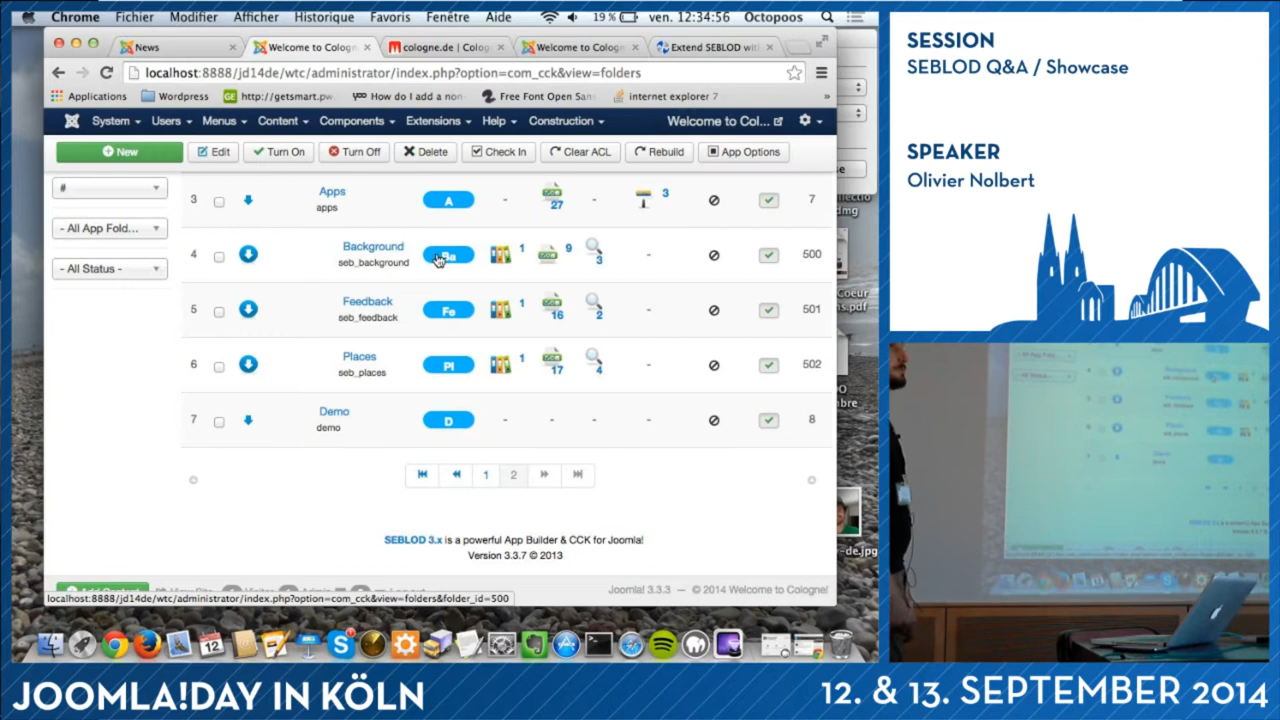 Chrome Fichier Modifier Afficher Historique Favoris Fenêtre Aide 19 % ven. 12:34:56 Octopoos
News Welcome to Cologn cologne.de | Cologn Welcome to Cologn Extend SEBLOD wit
localhost:8888/jd14de/wtc/administrator/index.php?option=com_cck&view=folders
Applications Wordpress http://getsmart.pw How do I add a non- Free Font Open San internet explorer 7 »
System Users Menus Content Components Extensions Help Construction Welcome to Col...
New Edit Turn On Turn Off Delete Check In Clear ACL Rebuild App Options
#
- All App Fold...
- All Status -
3 Apps A - 27 - 3 7
apps
4 Background 1 9 3 - 500
seb_background
5 Feedback Fe 1 16 2 - 501
seb_feedback
6 Places Pl 1 17 4 - 502
seb_places
7 Demo D - - - - 8
demo
1 2
SEBLOD 3.x is a powerful App Builder & CCK for Joomla!
Version 3.3.7 © 2013
Joomla! 3.3.3 — © 2014 Welcome to Cologne!
localhost:8888/jd14de/wtc/administrator/index.php?option=com_cck&view=folders&folder_id=500
SESSION
SEBLOD Q&A / Showcase
SPEAKER
Olivier Nolbert
JOOMLA!DAY IN KÖLN
12. & 13. SEPTEMBER 2014